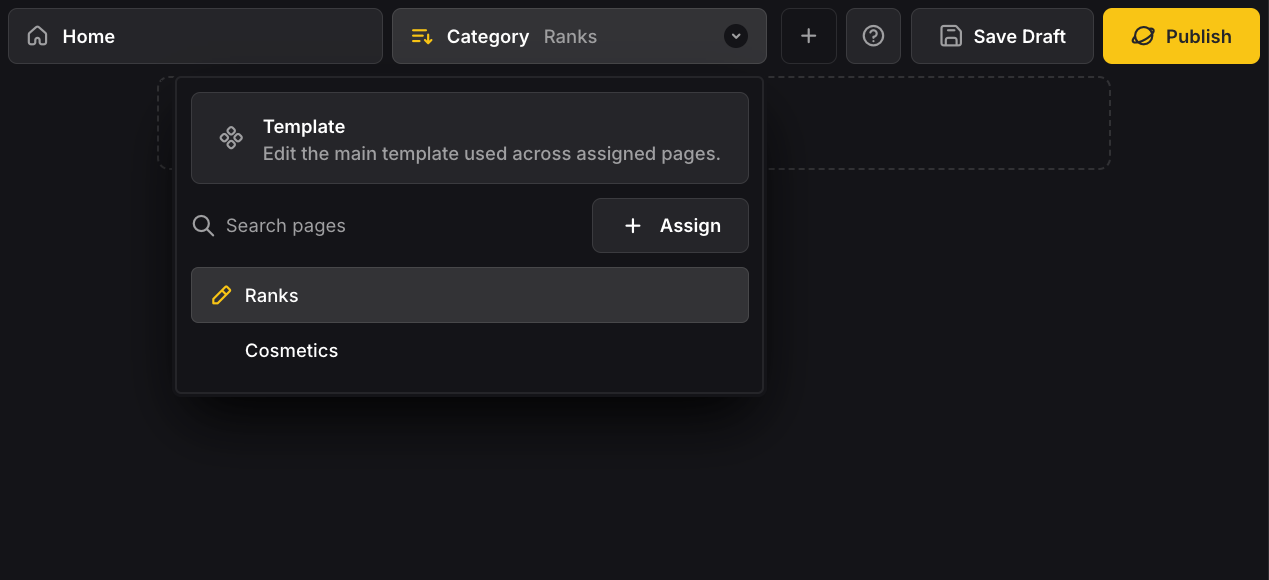 Home
Category Ranks
Save Draft
Publish
Template
Edit the main template used across assigned pages.
Search pages
Assign
Ranks
Cosmetics